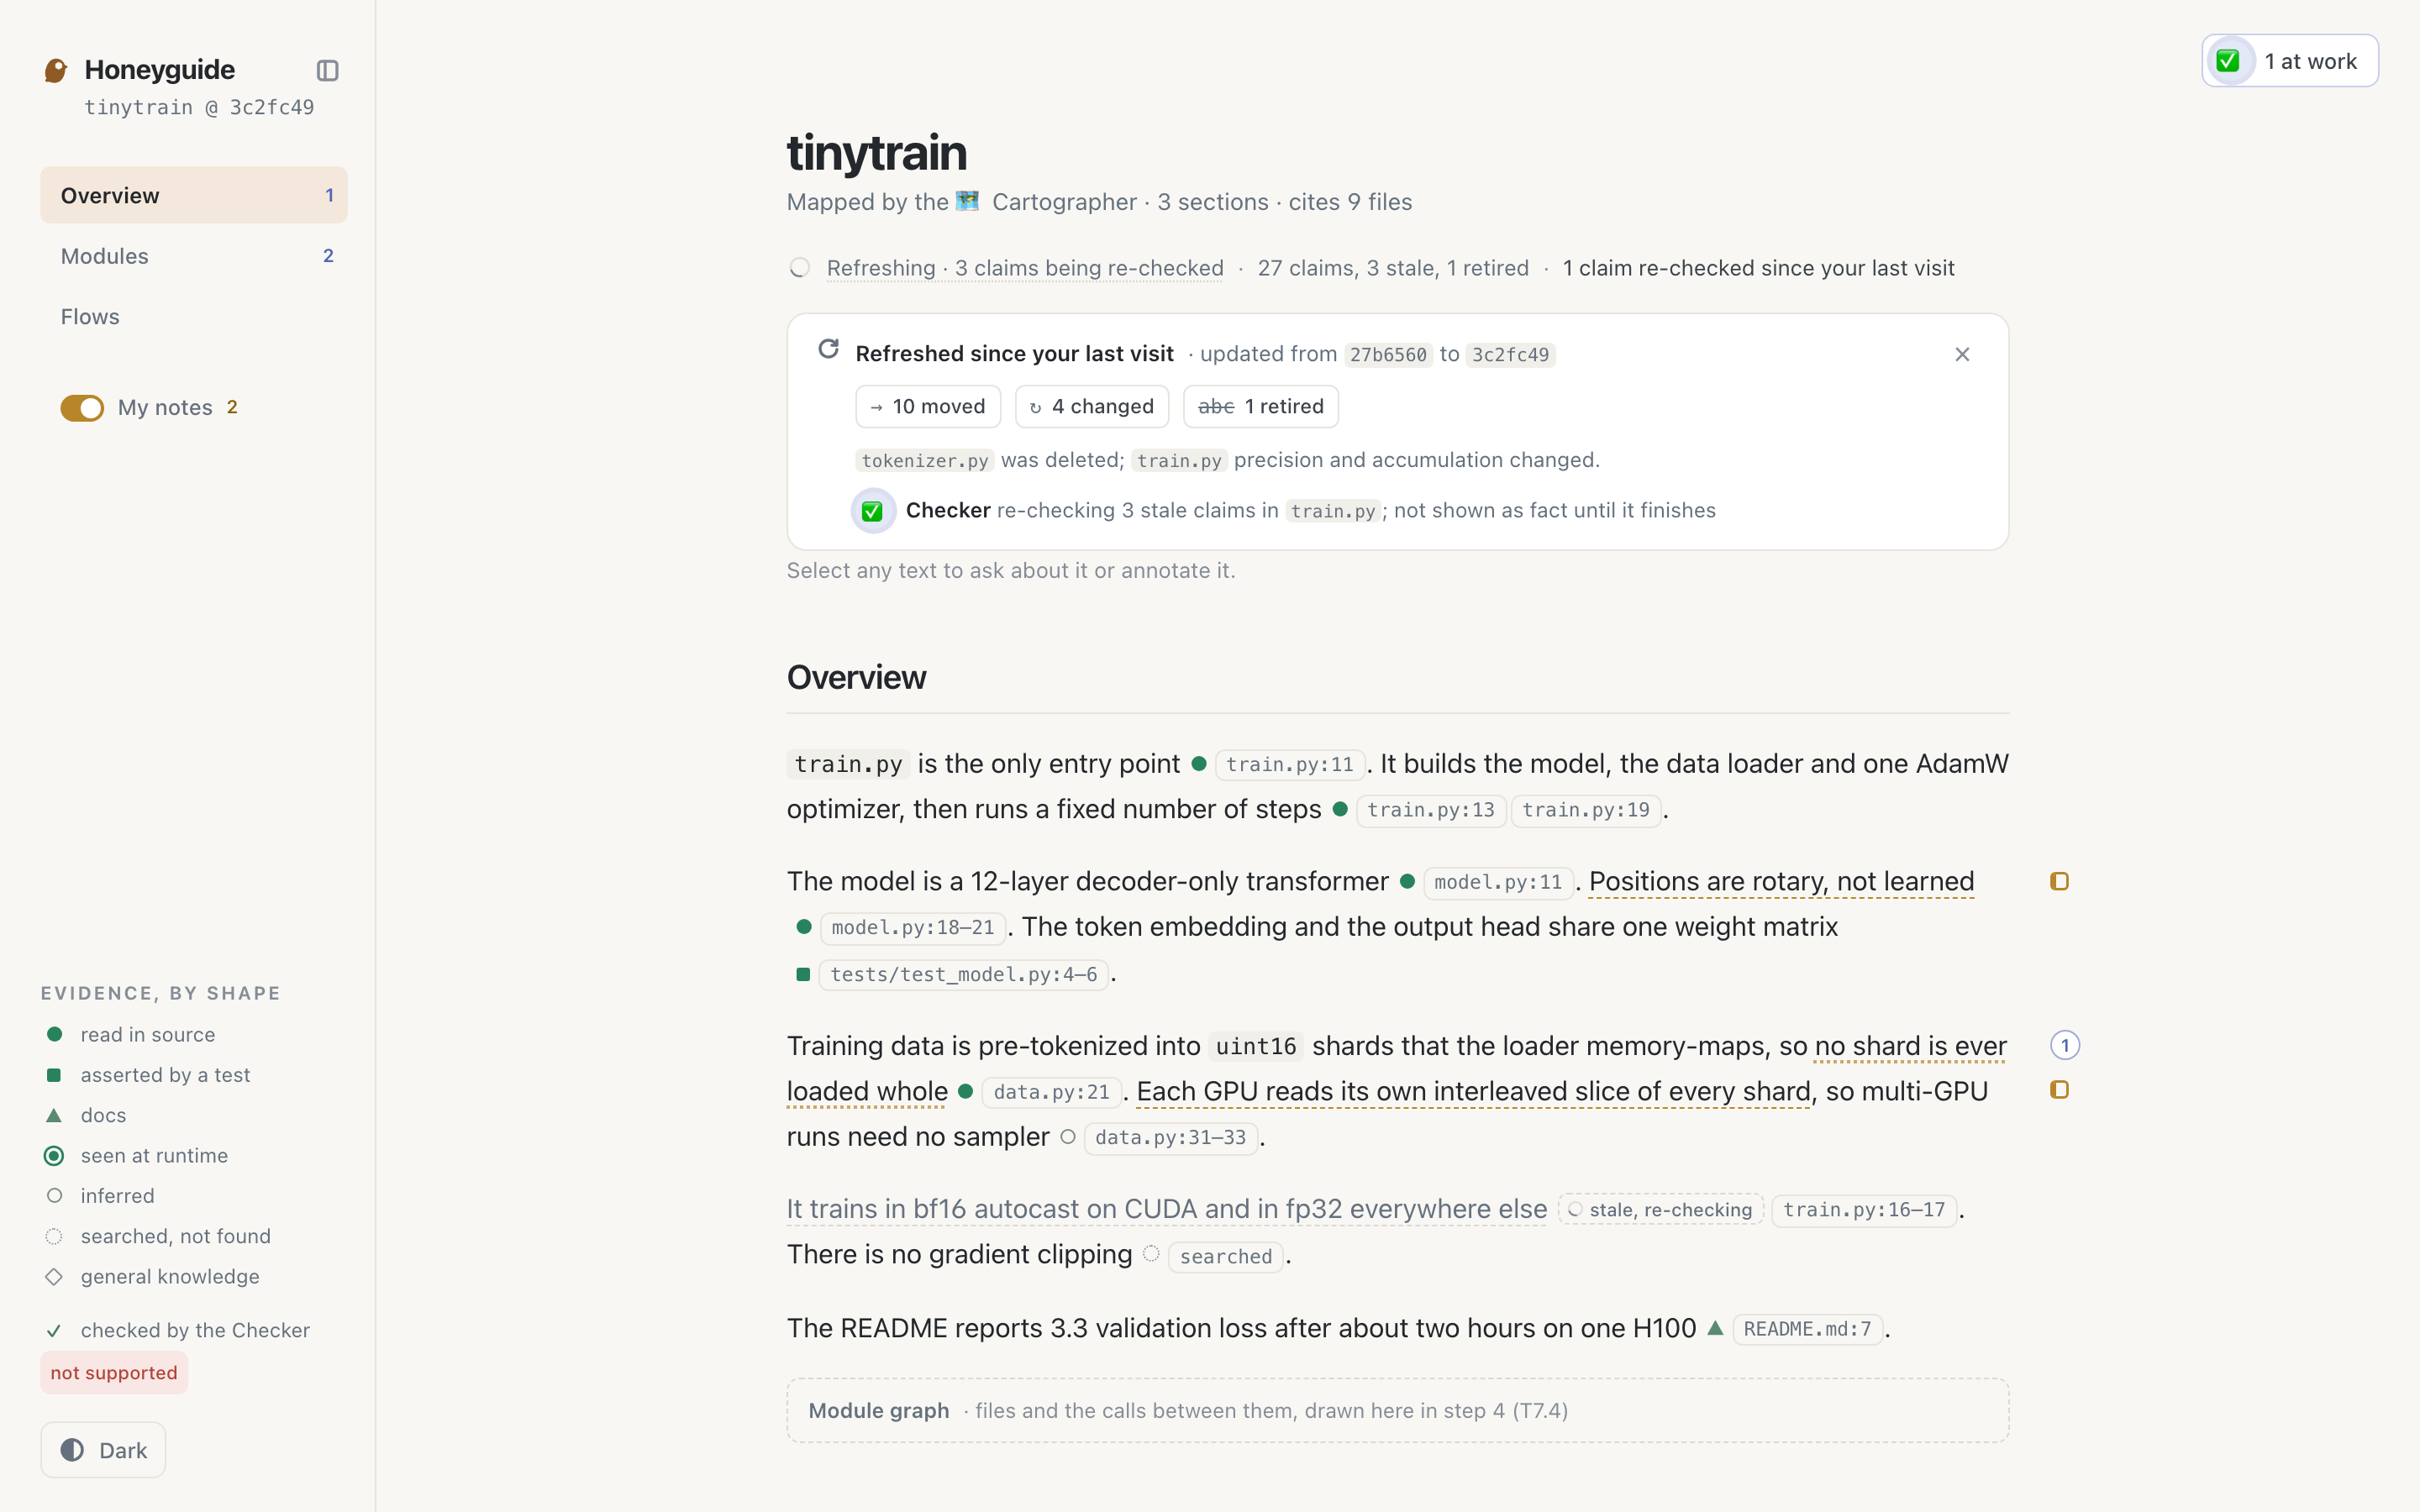 Honeyguide
tinytrain @ 3c2fc49
Overview 1
Modules 2
Flows
My notes 2
EVIDENCE, BY SHAPE
read in source
asserted by a test
docs
seen at runtime
inferred
searched, not found
general knowledge
checked by the Checker
not supported
Dark
1 at work
tinytrain
Mapped by the Cartographer · 3 sections · cites 9 files
Refreshing · 3 claims being re-checked · 27 claims, 3 stale, 1 retired · 1 claim re-checked since your last visit
Refreshed since your last visit · updated from 27b6560 to 3c2fc49
→ 10 moved ↻ 4 changed abc 1 retired
tokenizer.py was deleted; train.py precision and accumulation changed.
Checker re-checking 3 stale claims in train.py; not shown as fact until it finishes
Select any text to ask about it or annotate it.
Overview
train.py is the only entry point train.py:11. It builds the model, the data loader and one AdamW
optimizer, then runs a fixed number of steps train.py:13 train.py:19.
The model is a 12-layer decoder-only transformer model.py:11. Positions are rotary, not learned
model.py:18–21. The token embedding and the output head share one weight matrix
tests/test_model.py:4–6.
Training data is pre-tokenized into uint16 shards that the loader memory-maps, so no shard is ever 1
loaded whole data.py:21. Each GPU reads its own interleaved slice of every shard, so multi-GPU
runs need no sampler data.py:31–33.
It trains in bf16 autocast on CUDA and in fp32 everywhere else stale, re-checking train.py:16–17.
There is no gradient clipping searched.
The README reports 3.3 validation loss after about two hours on one H100 README.md:7.
Module graph · files and the calls between them, drawn here in step 4 (T7.4)